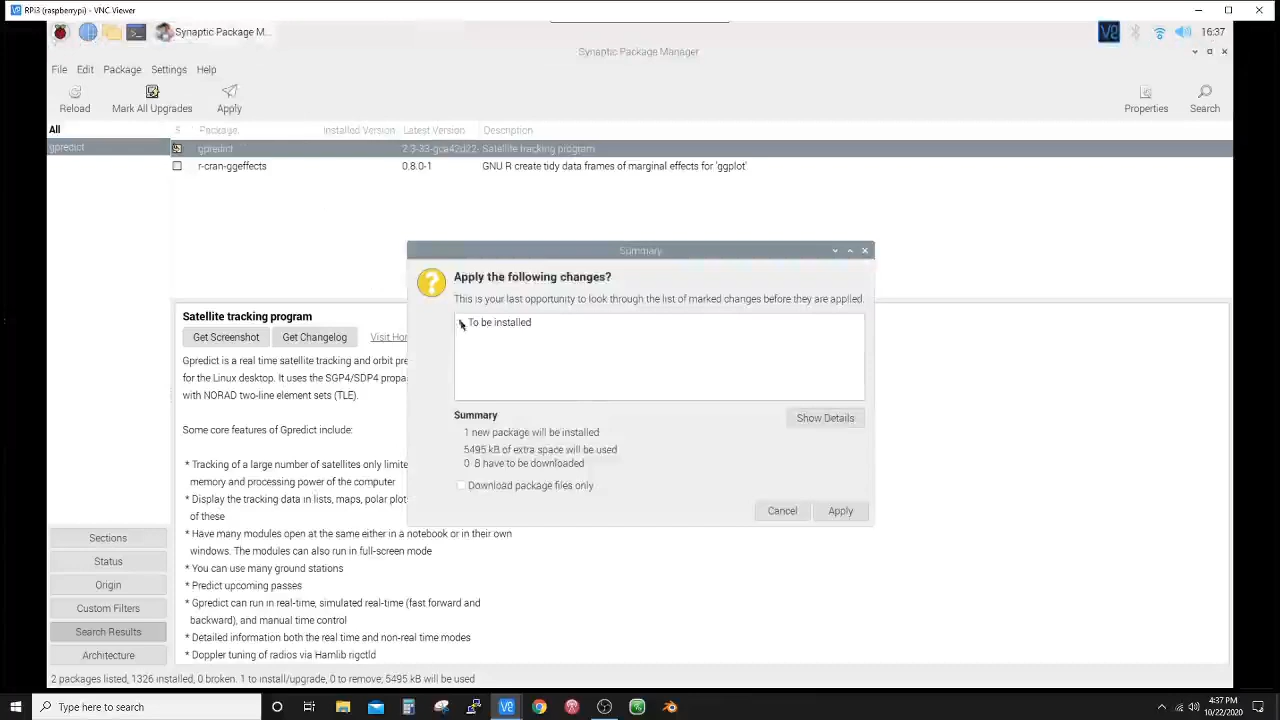 RPi3 (raspberrypi) - VNC Viewer
Synaptic Package M...
16:37
Synaptic Package Manager
File Edit Package Settings Help
Reload Mark All Upgrades Apply Properties Search
All
S Package Installed Version Latest Version Description
gpredict
gpredict 2.3-33-gca42d22- Satellite tracking program
r-cran-ggeffects 0.8.0-1 GNU R create tidy data frames of marginal effects for 'ggplot'
Summary
Apply the following changes?
This is your last opportunity to look through the list of marked changes before they are applied.
To be installed
Summary
Show Details
1 new package will be installed
5495 kB of extra space will be used
0 B have to be downloaded
Download package files only
Cancel Apply
Satellite tracking program
Get Screenshot Get Changelog Visit Ho
Gpredict is a real time satellite tracking and orbit pre
for the Linux desktop. It uses the SGP4/SDP4 propa
with NORAD two-line element sets (TLE).
Some core features of Gpredict include:
* Tracking of a large number of satellites only limite
memory and processing power of the computer
* Display the tracking data in lists, maps, polar plot
of these
* Have many modules open at the same either in a notebook or in their own
windows. The modules can also run in full-screen mode
* You can use many ground stations
* Predict upcoming passes
* Gpredict can run in real-time, simulated real-time (fast forward and
backward), and manual time control
* Detailed information both the real time and non-real time modes
* Doppler tuning of radios via Hamlib rigctld
Sections
Status
Origin
Custom Filters
Search Results
Architecture
2 packages listed, 1326 installed, 0 broken. 1 to install/upgrade, 0 to remove; 5495 kB will be used
Type here to search
4:37 PM
10/22/2020